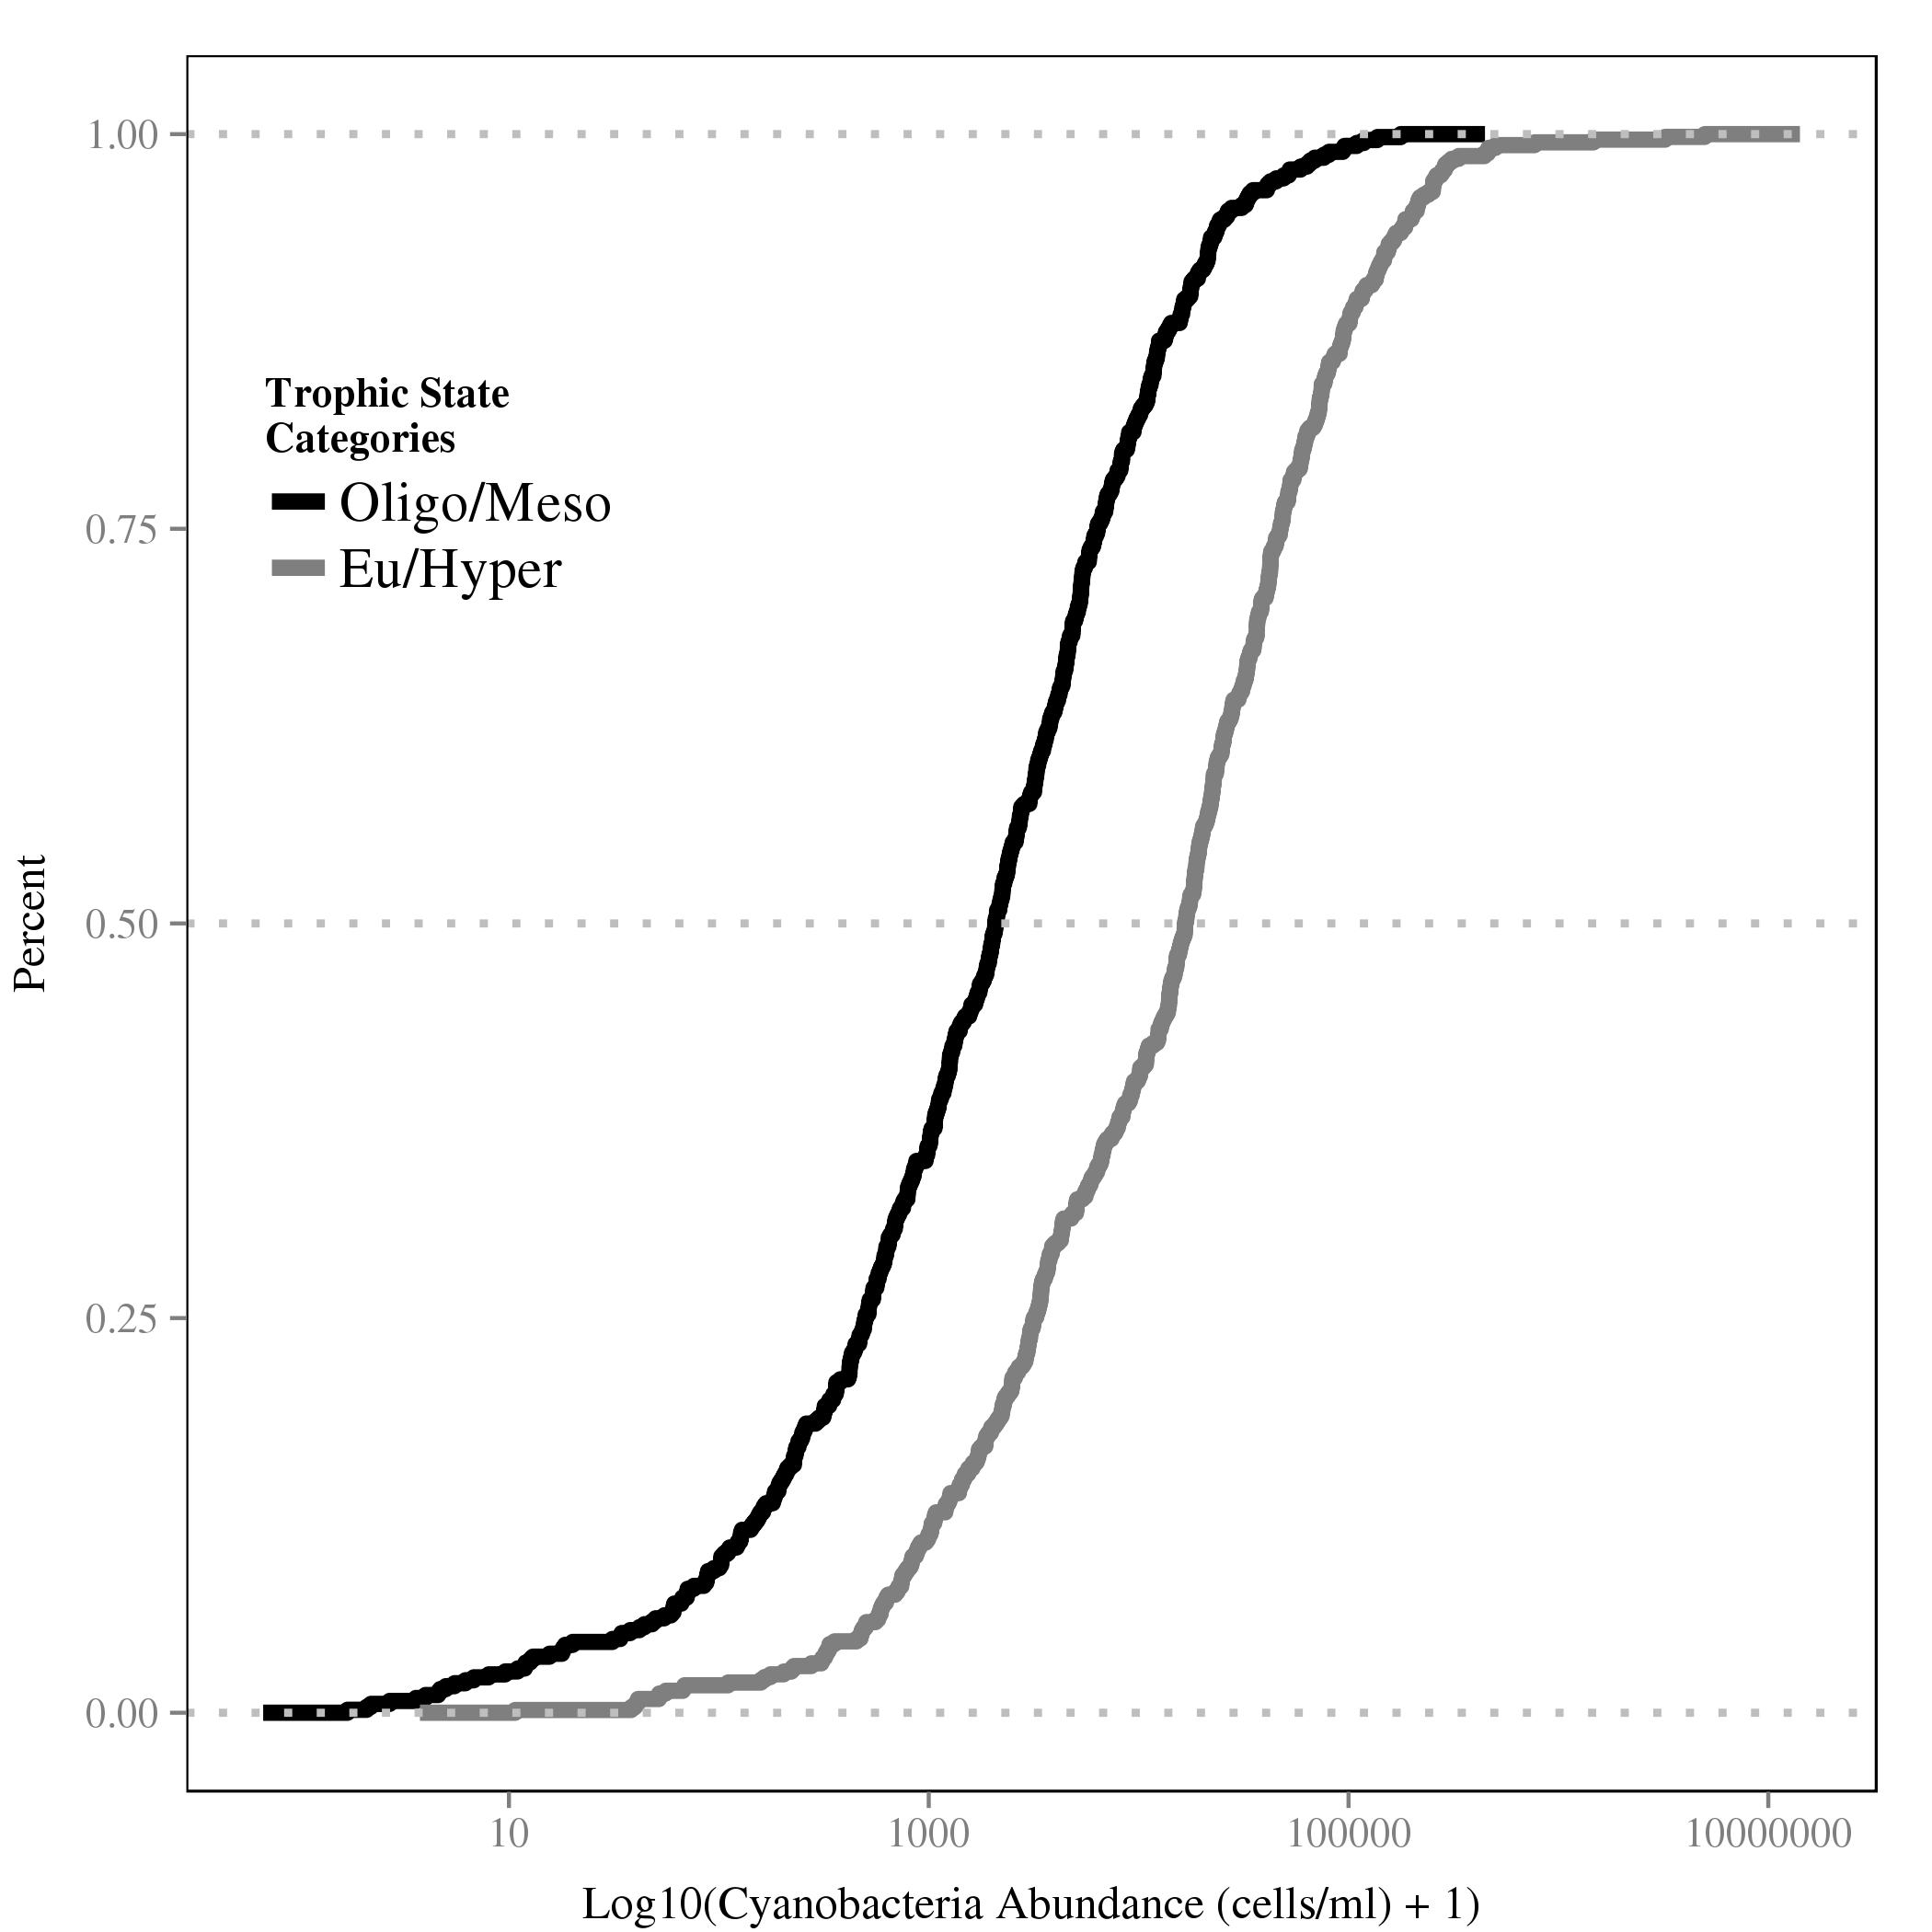 1.00
Trophic State
Categories
Oligo/Meso
Eu/Hyper
0.75
0.50
Percent
0.25
0.00
10 1000 100000 10000000
Log10(Cyanobacteria Abundance (cells/ml) + 1)